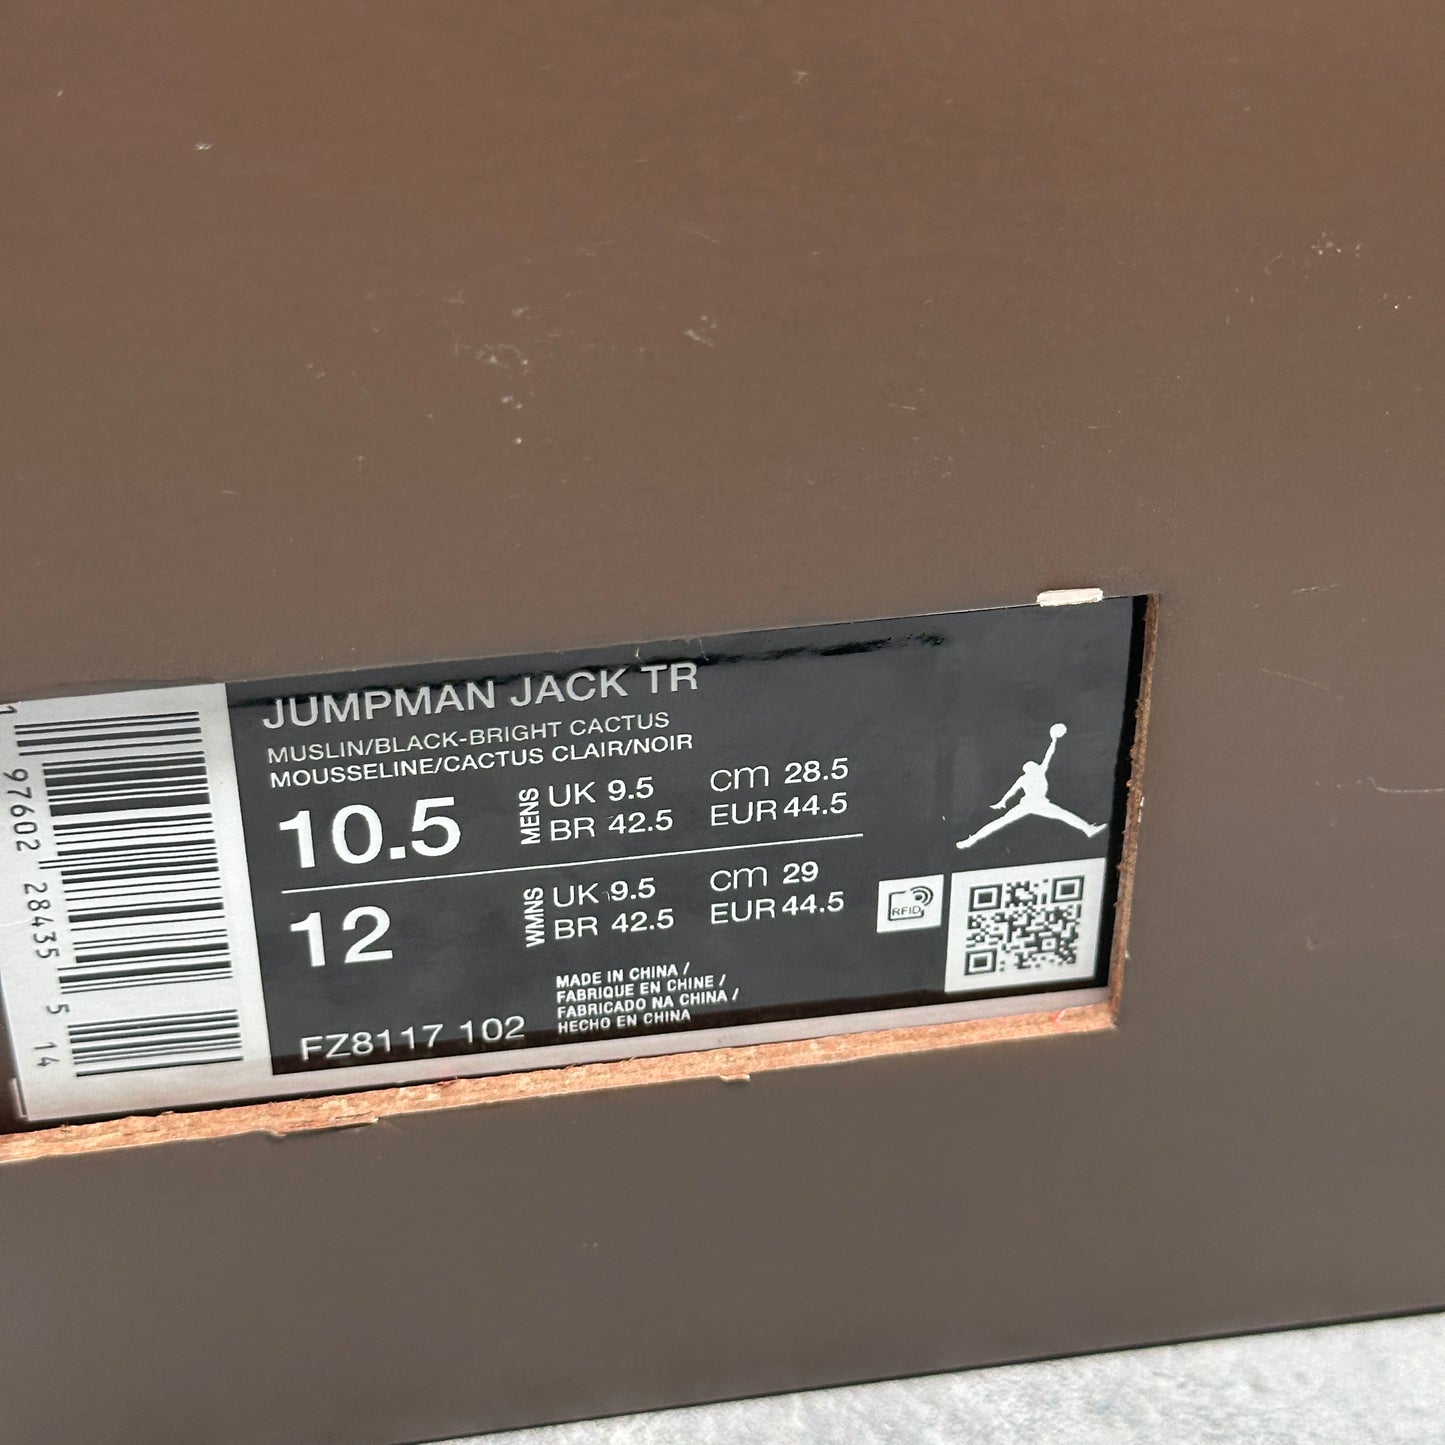 JUMPMAN JACK TR
MUSLIN/BLACK-BRIGHT CACTUS
MOUSSELINE/CACTUS CLAIR/NOIR
10.5
MENS
UK 9.5
BR 42.5
CM 28.5
EUR 44.5
12
WMNS
UK 9.5
BR 42.5
CM 29
EUR 44.5
RFID
MADE IN CHINA /
FABRIQUE EN CHINE /
FABRICADO NA CHINA /
HECHO EN CHINA
FZ8117 102
1 97602 28435 5 14